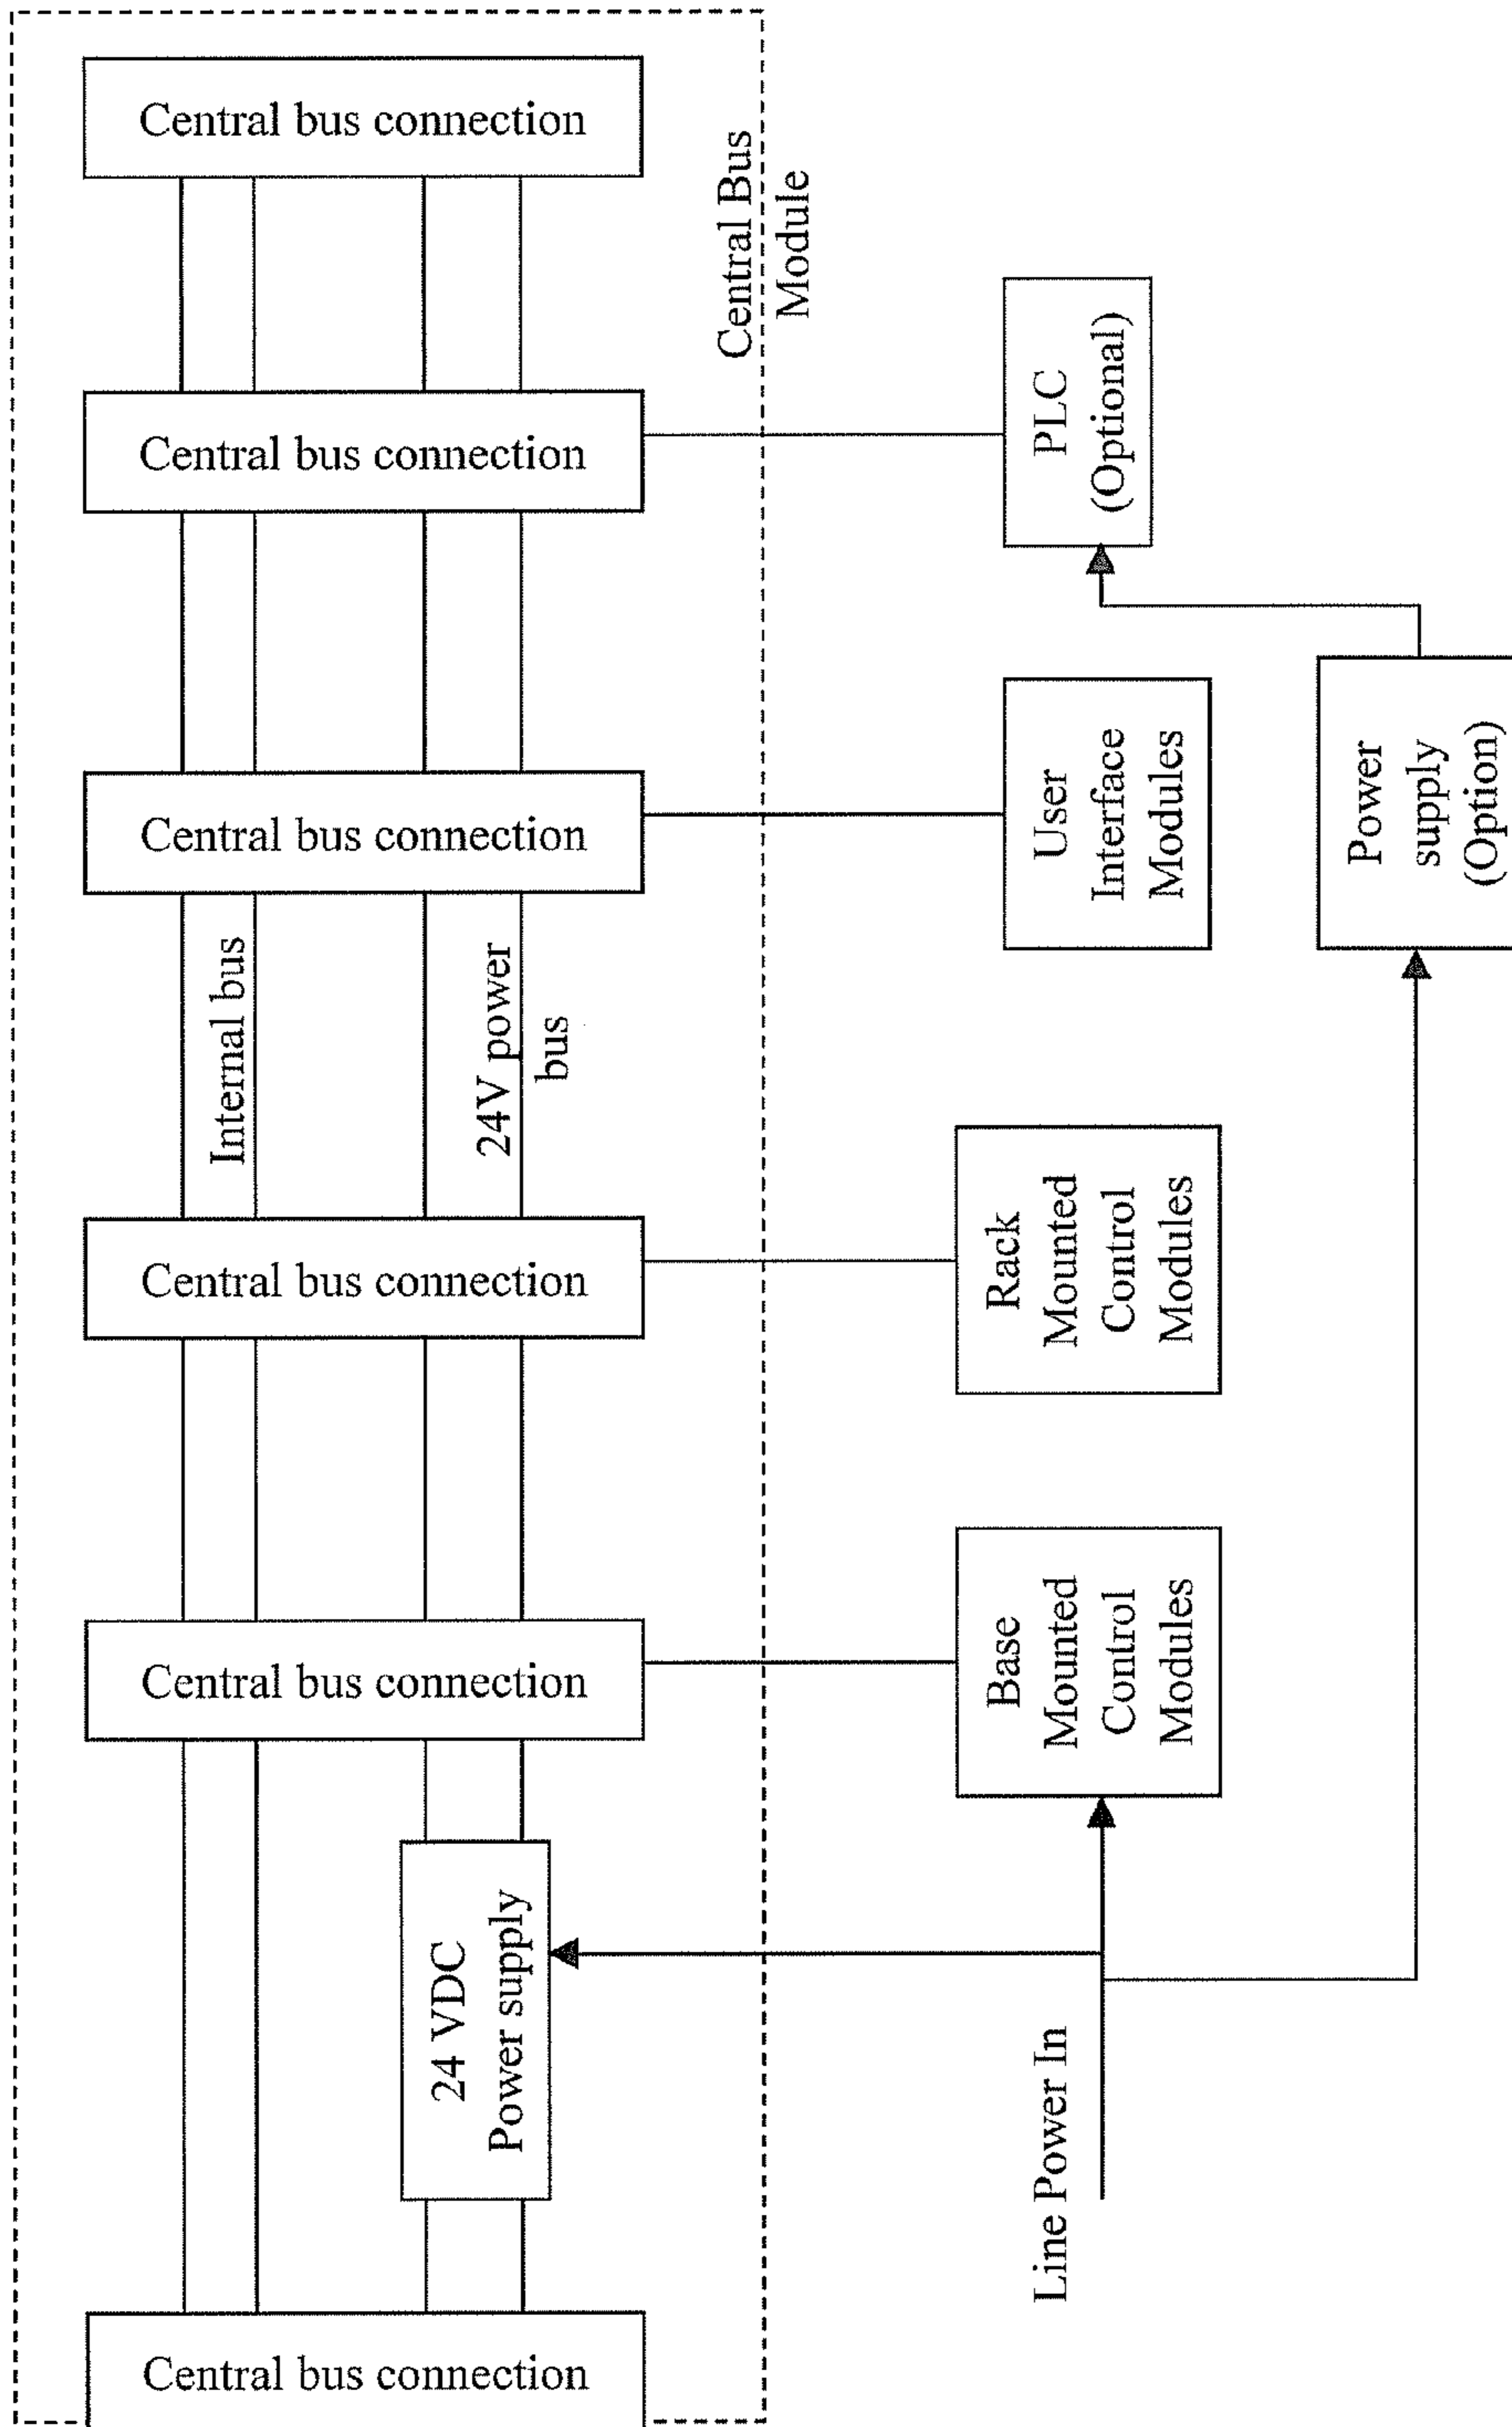 Central bus connection
Central Bus
Module
Central bus connection
PLC
(Optional)
Central bus connection
User
Interface
Modules
Power
supply
(Option)
Internal bus
24V power
bus
Central bus connection
Rack
Mounted
Control
Modules
Central bus connection
Base
Mounted
Control
Modules
24 VDC
Power supply
Line Power In
Central bus connection